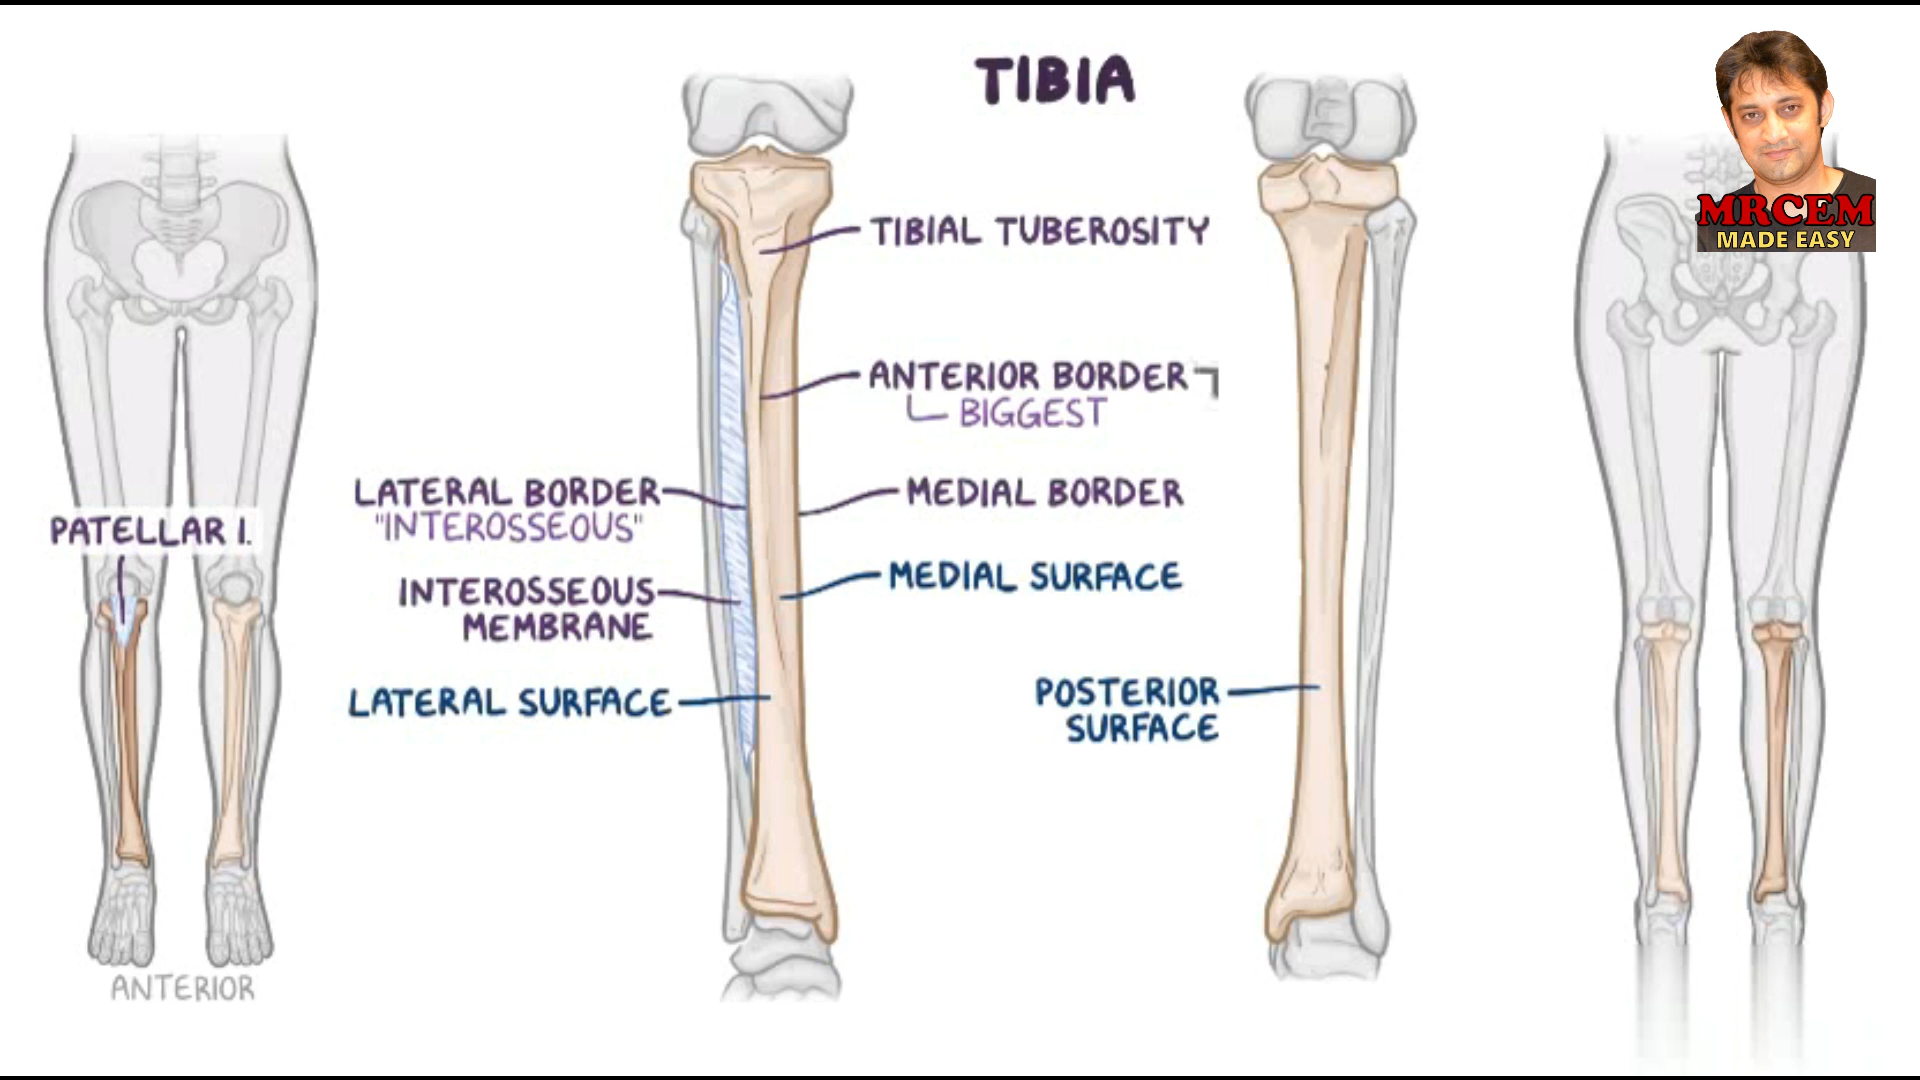 TIBIA
MRCEM
MADE EASY
TIBIAL TUBEROSITY
ANTERIOR BORDER
BIGGEST
LATERAL BORDER
"INTEROSSEOUS"
MEDIAL BORDER
PATELLAR l.
INTEROSSEOUS
MEMBRANE
MEDIAL SURFACE
LATERAL SURFACE
POSTERIOR
SURFACE
ANTERIOR